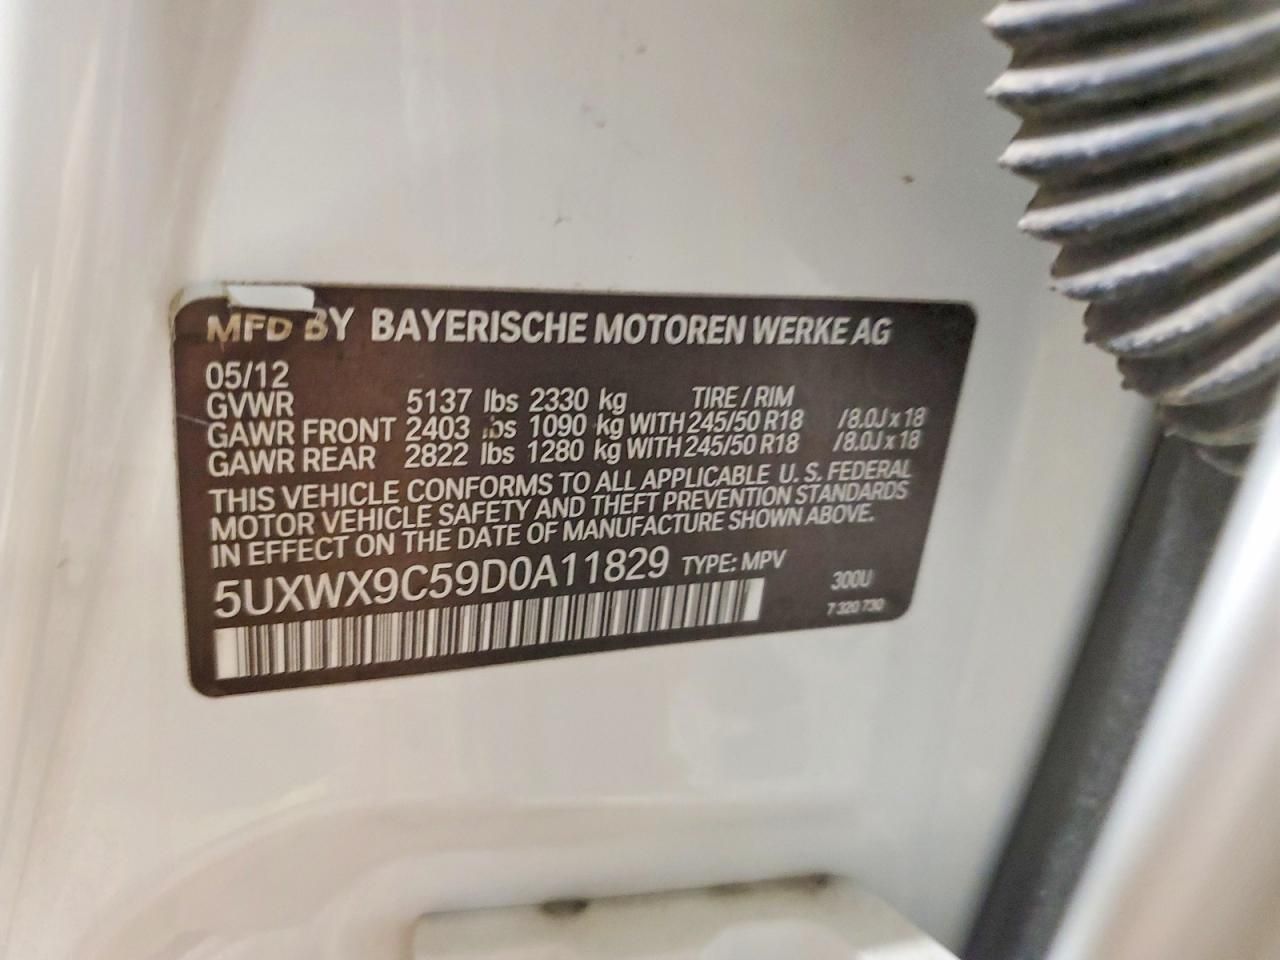 MFD BY BAYERISCHE MOTOREN WERKE AG
05/12
GVWR 5137 lbs 2330 kg TIRE / RIM
GAWR FRONT 2403 lbs 1090 kg WITH 245/50 R18 /8.0J x 18
GAWR REAR 2822 lbs 1280 kg WITH 245/50 R18 /8.0J x 18
THIS VEHICLE CONFORMS TO ALL APPLICABLE U. S. FEDERAL
MOTOR VEHICLE SAFETY AND THEFT PREVENTION STANDARDS
IN EFFECT ON THE DATE OF MANUFACTURE SHOWN ABOVE.
5UXWX9C59D0A11829 TYPE: MPV 300U
7 320 730